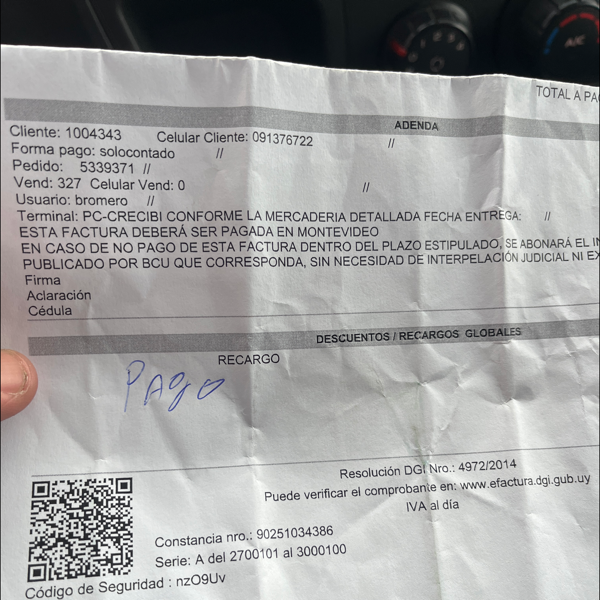 TOTAL A PA
ADENDA
Cliente: 1004343 Celular Cliente: 091376722 //
Forma pago: solocontado //
Pedido: 5339371 //
Vend: 327 Celular Vend: 0 //
Usuario: bromero //
Terminal: PC-CRECIBI CONFORME LA MERCADERIA DETALLADA FECHA ENTREGA: //
ESTA FACTURA DEBERÁ SER PAGADA EN MONTEVIDEO
EN CASO DE NO PAGO DE ESTA FACTURA DENTRO DEL PLAZO ESTIPULADO, SE ABONARÁ EL
PUBLICADO POR BCU QUE CORRESPONDA, SIN NECESIDAD DE INTERPELACIÓN JUDICIAL NI
Firma
Aclaración
Cédula
DESCUENTOS / RECARGOS GLOBALES
RECARGO
PAgo
Resolución DGI Nro.: 4972/2014
Puede verificar el comprobante en: www.efactura.dgi.gub.uy
IVA al día
Constancia nro.: 90251034386
Serie: A del 2700101 al 3000100
Código de Seguridad : nzO9Uv
A/C